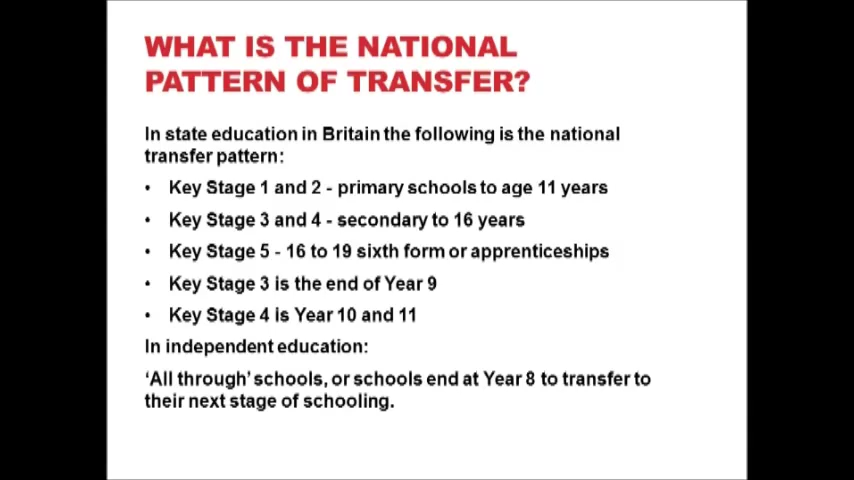 WHAT IS THE NATIONAL
PATTERN OF TRANSFER?
In state education in Britain the following is the national
transfer pattern:
• Key Stage 1 and 2 - primary schools to age 11 years
• Key Stage 3 and 4 - secondary to 16 years
• Key Stage 5 - 16 to 19 sixth form or apprenticeships
• Key Stage 3 is the end of Year 9
• Key Stage 4 is Year 10 and 11
In independent education:
‘All through’ schools, or schools end at Year 8 to transfer to
their next stage of schooling.